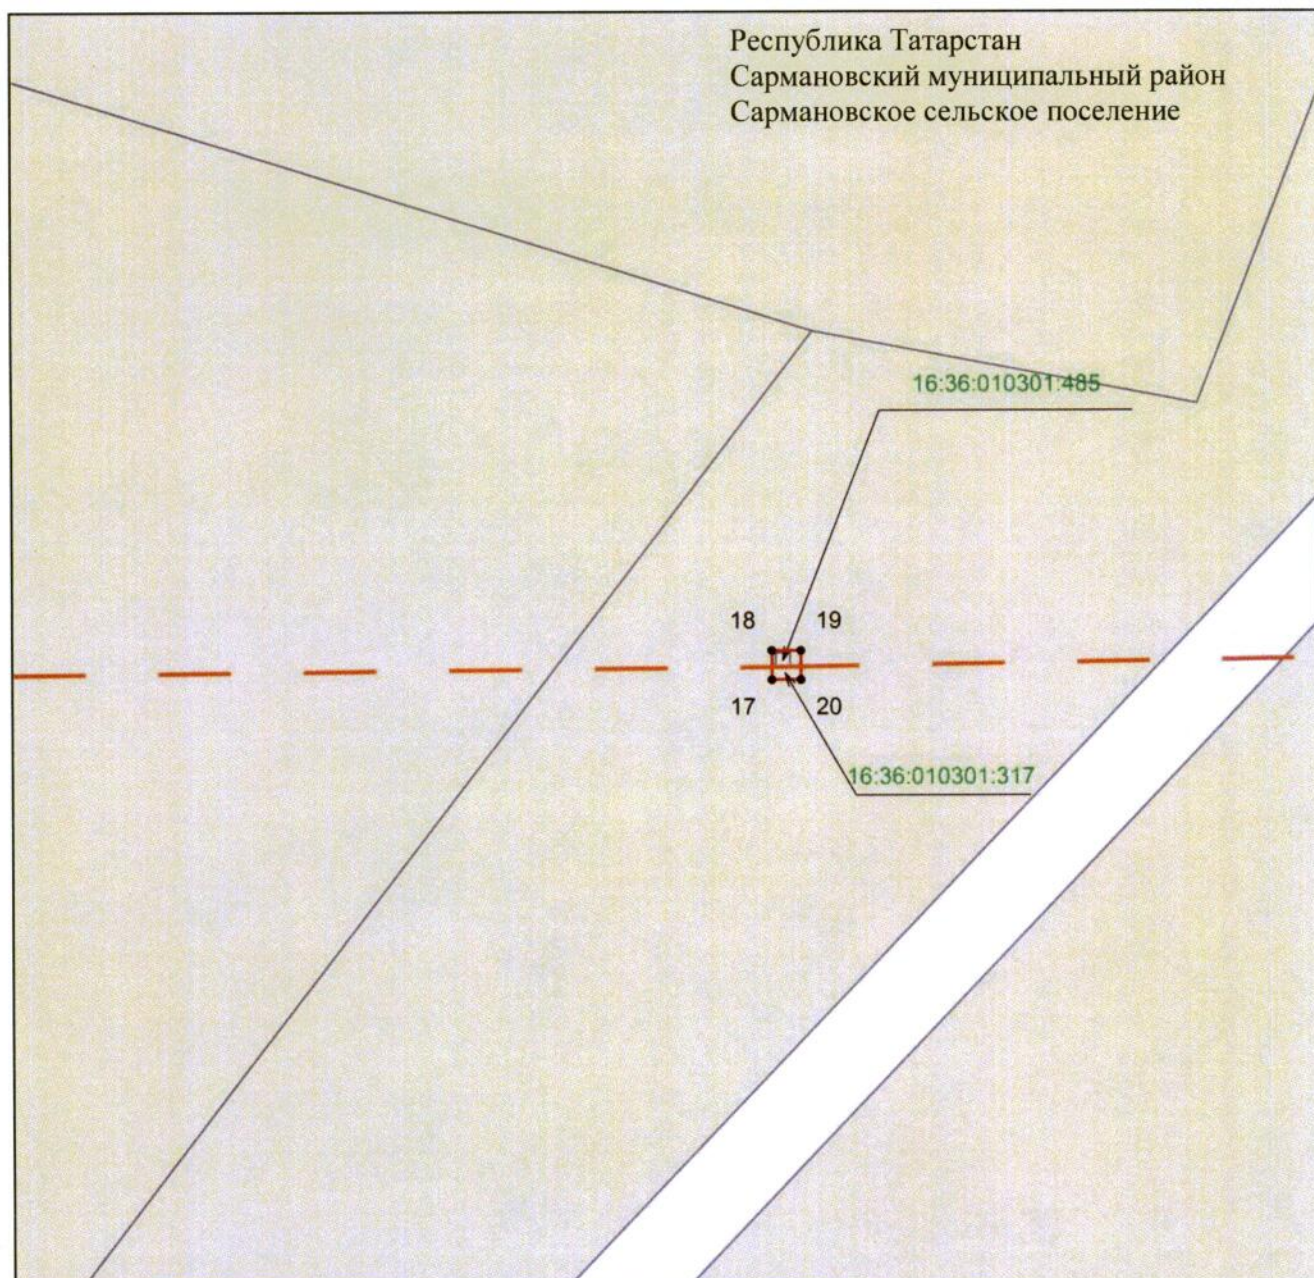 Республика Татарстан
Сармановский муниципальный район
Сармановское сельское поселение
16:36:010301:485
18
19
17
20
16:36:010301:317